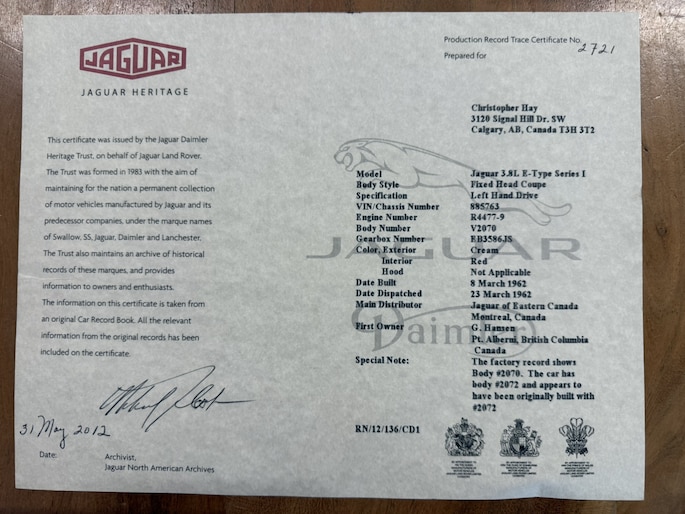 JAGUAR
JAGUAR HERITAGE
Production Record Trace Certificate No. 2721
Prepared for
Christopher Hay
3120 Signal Hill Dr. SW
Calgary, AB, Canada T3H 3T2
This certificate was issued by the Jaguar Daimler
Heritage Trust, on behalf of Jaguar Land Rover.
The Trust was formed in 1983 with the aim of
maintaining for the nation a permanent collection
of motor vehicles manufactured by Jaguar and its
predecessor companies, under the marque names
of Swallow, SS, Jaguar, Daimler and Lanchester.
The Trust also maintains an archive of historical
records of these marques, and provides
information to owners and enthusiasts.
The information on this certificate is taken from
an original Car Record Book. All the relevant
information from the original records has been
included on the certificate.
JAGUAR
Daimler
Model Jaguar 3.8L E-Type Series I
Body Style Fixed Head Coupe
Specification Left Hand Drive
VIN/Chassis Number 885763
Engine Number R4477-9
Body Number V2070
Gearbox Number EB3586JS
Color, Exterior Cream
Interior Red
Hood Not Applicable
Date Built 8 March 1962
Date Dispatched 23 March 1962
Main Distributor Jaguar of Eastern Canada
Montreal, Canada
First Owner G. Hansen
Pt. Alberni, British Columbia
Canada
Special Note: The factory record shows
Body #2070. The car has
body #2072 and appears to
have been originally built with
#2072
RN/12/136/CD1
31 May 2012
Date:
Archivist,
Jaguar North American Archives